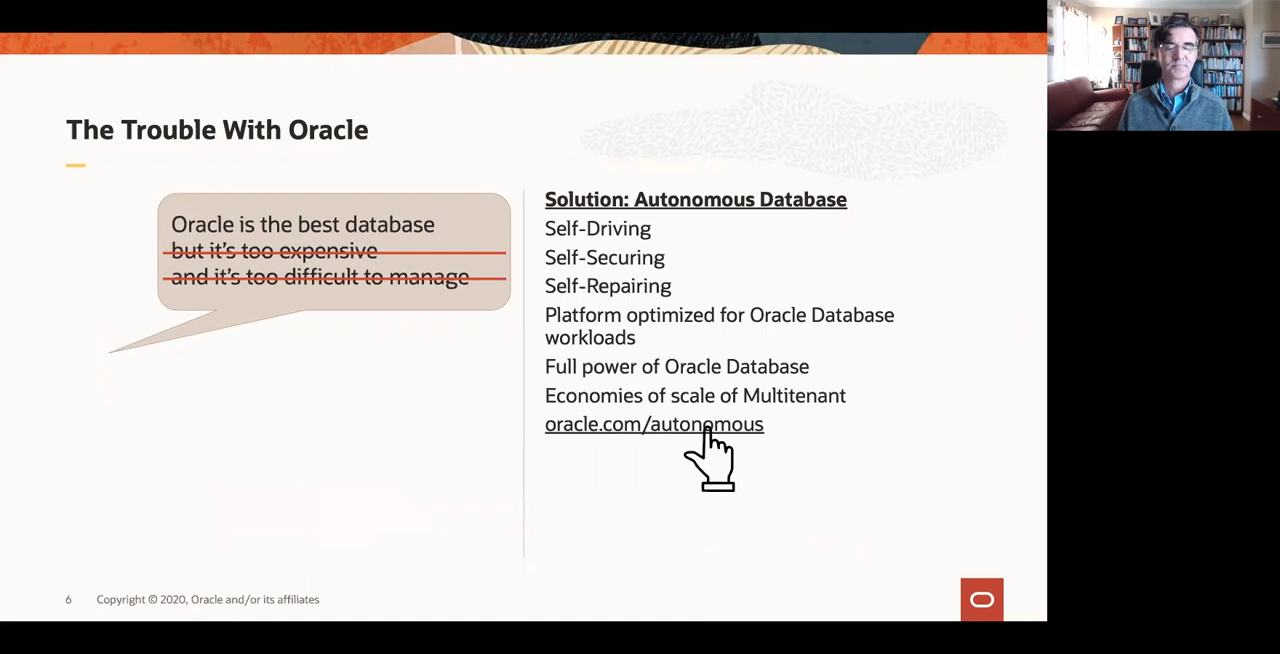 The Trouble With Oracle
Oracle is the best database
but it's too expensive
and it's too difficult to manage
Solution: Autonomous Database
Self-Driving
Self-Securing
Self-Repairing
Platform optimized for Oracle Database
workloads
Full power of Oracle Database
Economies of scale of Multitenant
oracle.com/autonomous
6 Copyright © 2020, Oracle and/or its affiliates